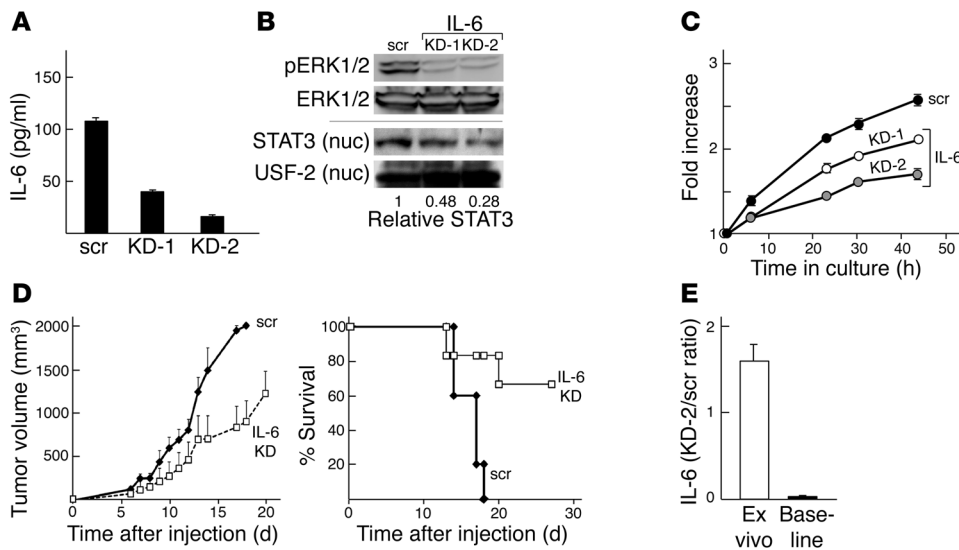 A
IL-6 (pg/ml)
150
100
50
scr KD-1 KD-2
B
IL-6
scr KD-1 KD-2
pERK1/2
ERK1/2
STAT3 (nuc)
USF-2 (nuc)
1 0.48 0.28
Relative STAT3
C
Fold increase
3
2
1
scr
KD-1
KD-2
IL-6
0 10 20 30 40 50
Time in culture (h)
D
Tumor volume (mm³)
2000
1500
1000
500
scr
IL-6
KD
0 5 10 15 20
Time after injection (d)
% Survival
100
80
60
40
20
IL-6
KD
scr
0 10 20 30
Time after injection (d)
E
IL-6 (KD-2/scr ratio)
2
1
0
Ex
vivo
Base-
line